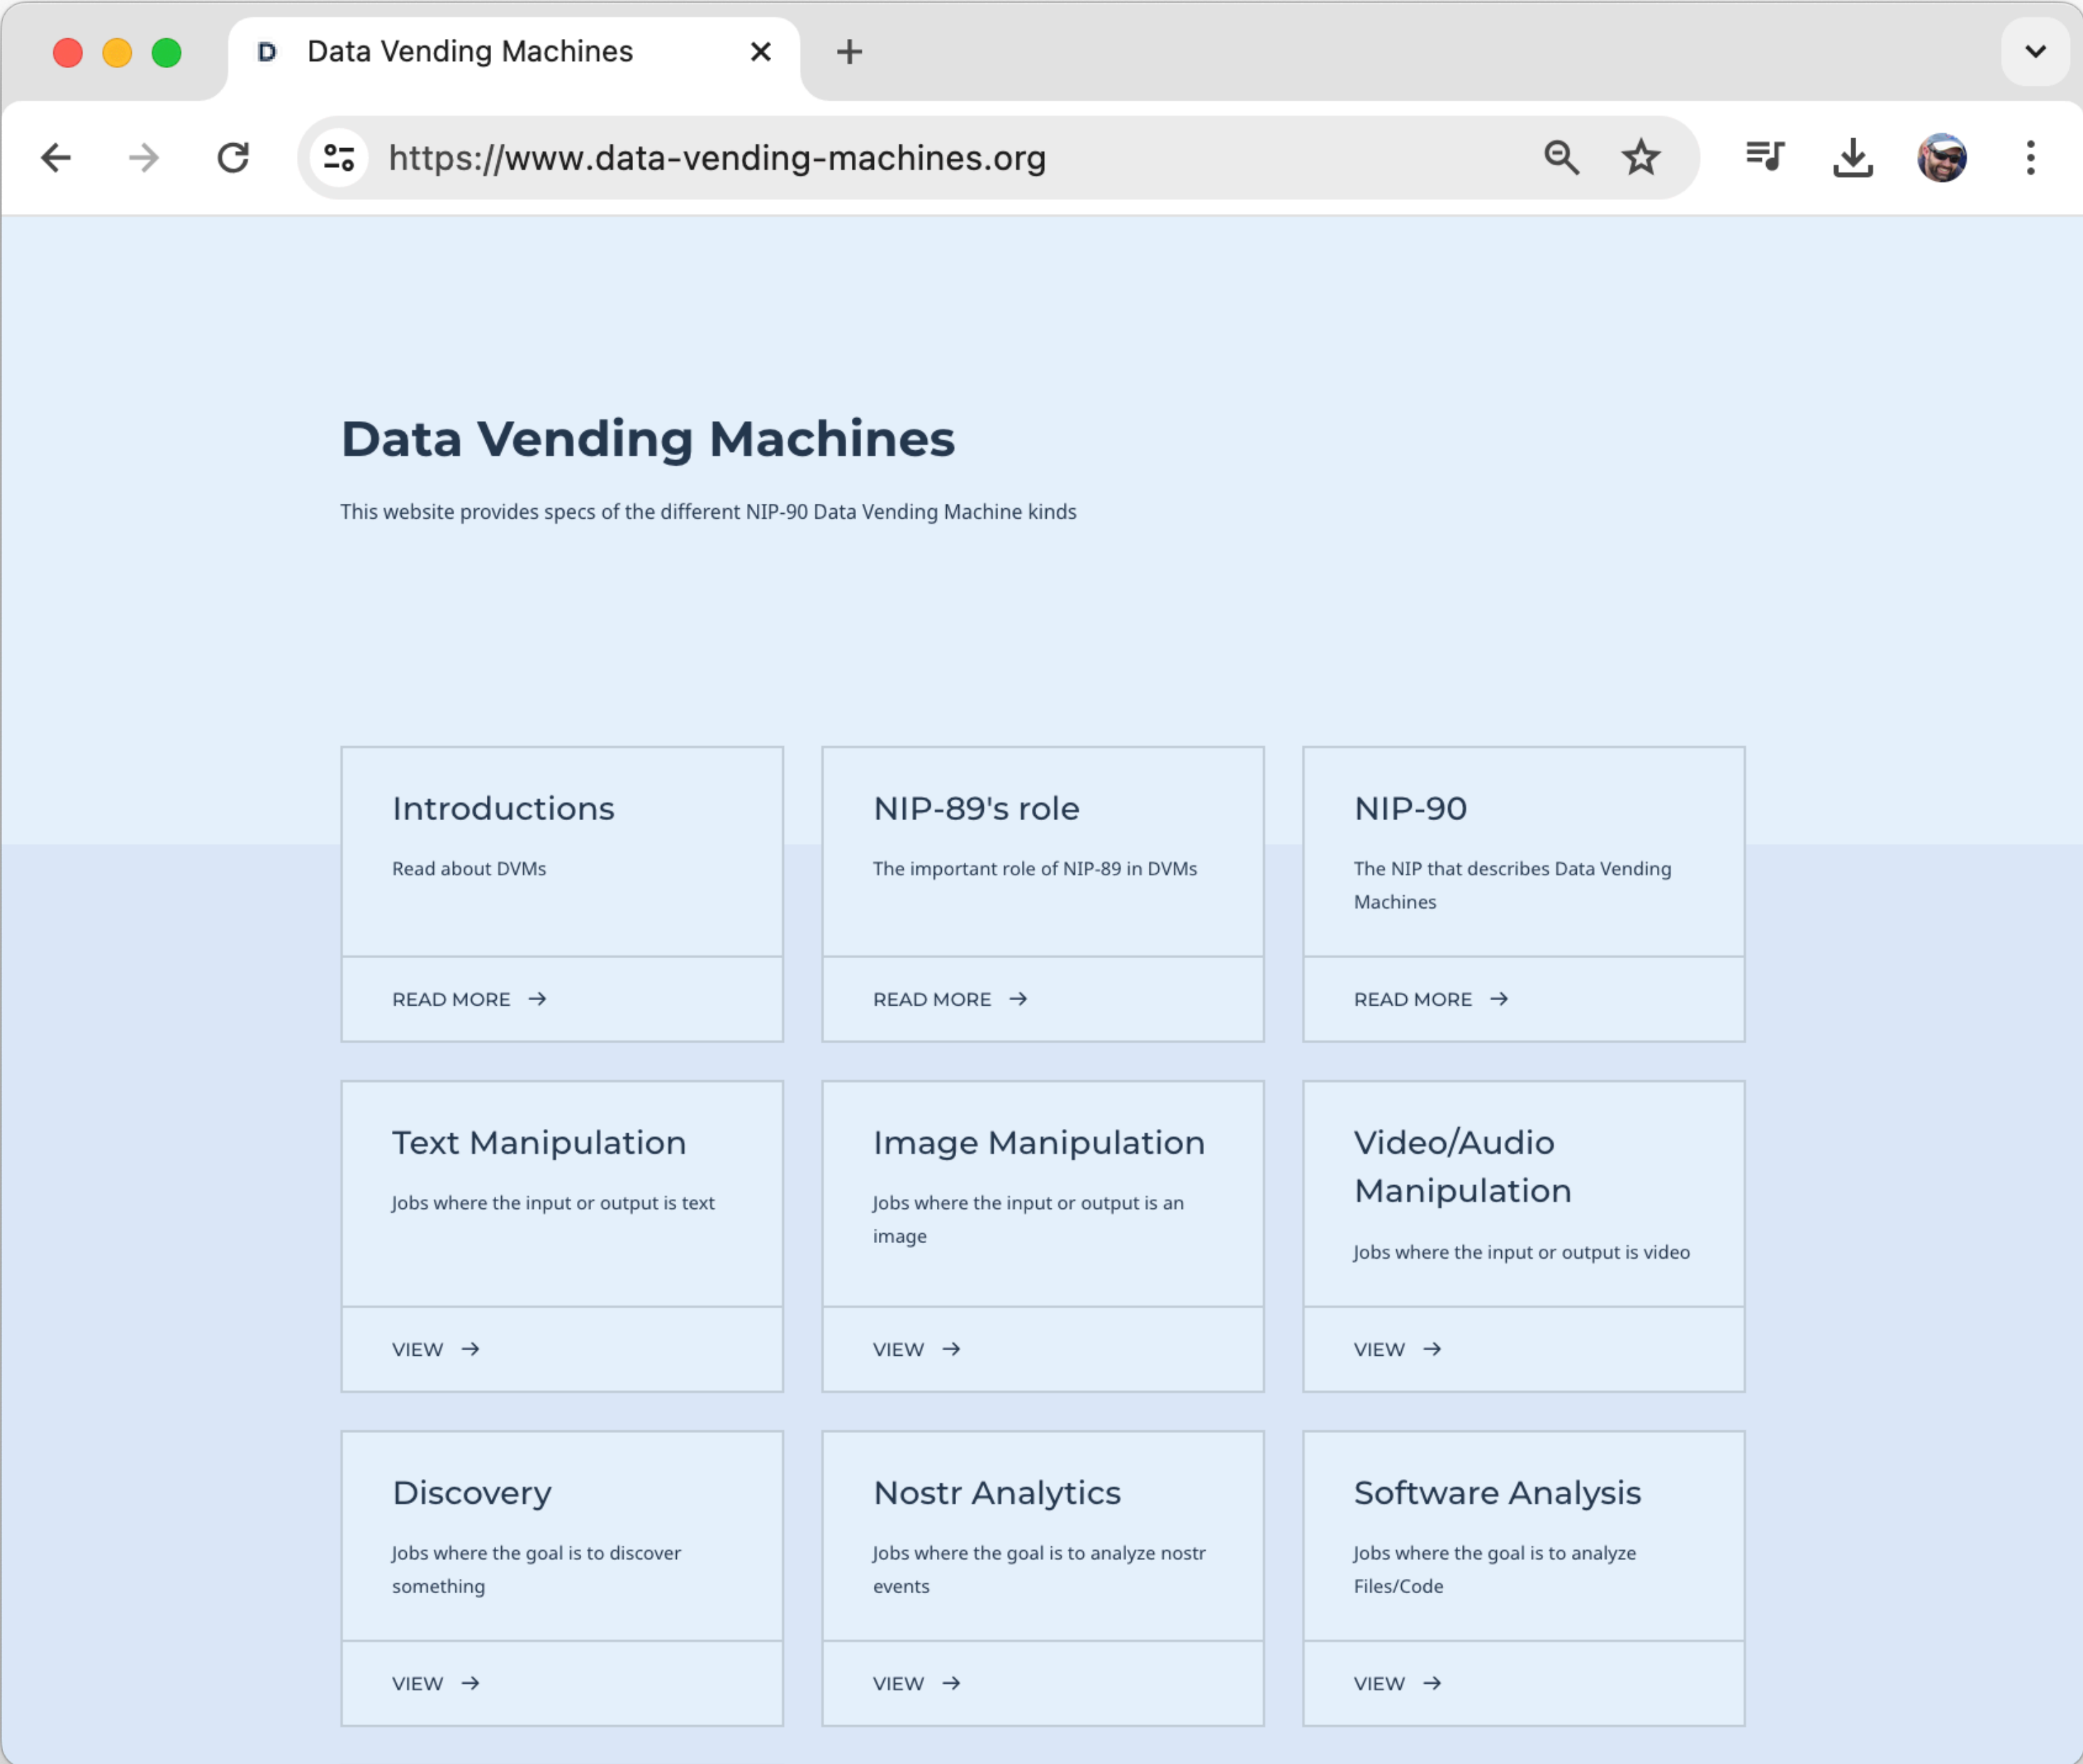 D Data Vending Machines
https://www.data-vending-machines.org
Data Vending Machines
This website provides specs of the different NIP-90 Data Vending Machine kinds
Introductions
Read about DVMs
READ MORE →
NIP-89's role
The important role of NIP-89 in DVMs
READ MORE →
NIP-90
The NIP that describes Data Vending
Machines
READ MORE →
Text Manipulation
Jobs where the input or output is text
VIEW →
Image Manipulation
Jobs where the input or output is an
image
VIEW →
Video/Audio
Manipulation
Jobs where the input or output is video
VIEW →
Discovery
Jobs where the goal is to discover
something
VIEW →
Nostr Analytics
Jobs where the goal is to analyze nostr
events
VIEW →
Software Analysis
Jobs where the goal is to analyze
Files/Code
VIEW →